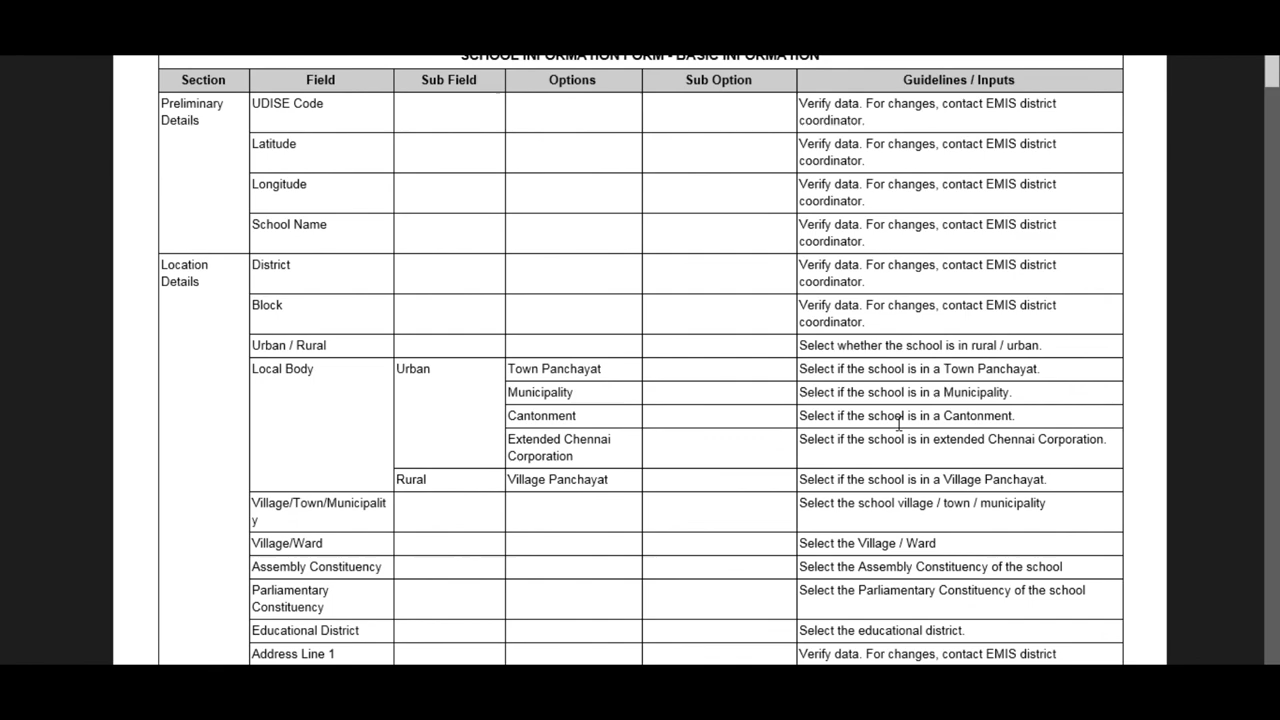 SCHOOL INFORMATION FORM - BASIC INFORMATION
Section Field Sub Field Options Sub Option Guidelines / Inputs
Preliminary Details UDISE Code Verify data. For changes, contact EMIS district coordinator.
Latitude Verify data. For changes, contact EMIS district coordinator.
Longitude Verify data. For changes, contact EMIS district coordinator.
School Name Verify data. For changes, contact EMIS district coordinator.
Location Details District Verify data. For changes, contact EMIS district coordinator.
Block Verify data. For changes, contact EMIS district coordinator.
Urban / Rural Select whether the school is in rural / urban.
Local Body Urban Town Panchayat Select if the school is in a Town Panchayat.
Municipality Select if the school is in a Municipality.
Cantonment Select if the school is in a Cantonment.
Extended Chennai Corporation Select if the school is in extended Chennai Corporation.
Rural Village Panchayat Select if the school is in a Village Panchayat.
Village/Town/Municipality Select the school village / town / municipality
Village/Ward Select the Village / Ward
Assembly Constituency Select the Assembly Constituency of the school
Parliamentary Constituency Select the Parliamentary Constituency of the school
Educational District Select the educational district.
Address Line 1 Verify data. For changes, contact EMIS district